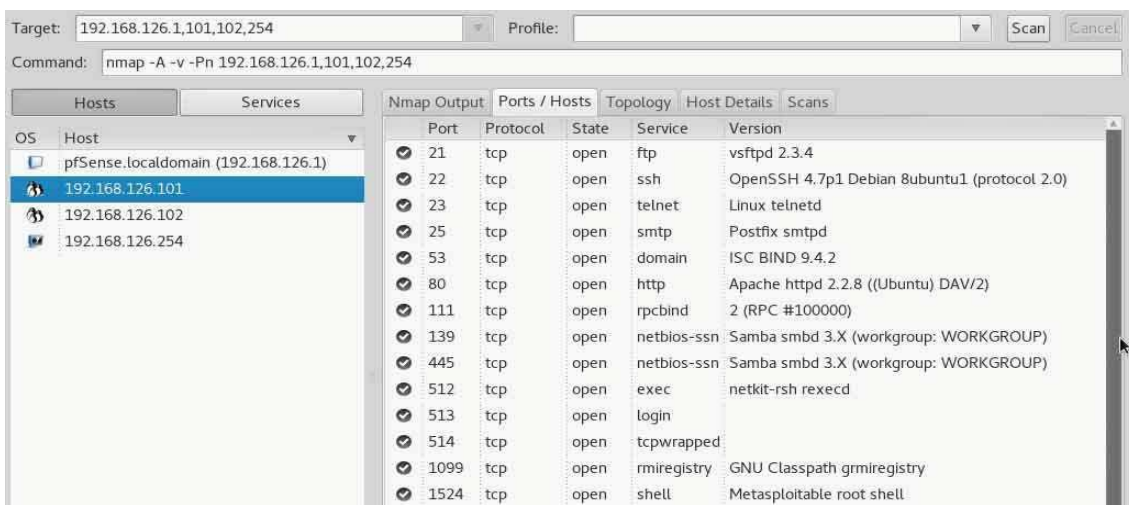 Target: 192.168.126.1,101,102,254 Profile: Scan Cancel
Command: nmap -A -v -Pn 192.168.126.1,101,102,254
Hosts Services
OS Host
pfSense.localdomain (192.168.126.1)
192.168.126.101
192.168.126.102
192.168.126.254
Nmap Output Ports / Hosts Topology Host Details Scans
Port Protocol State Service Version
21 tcp open ftp vsftpd 2.3.4
22 tcp open ssh OpenSSH 4.7p1 Debian 8ubuntu1 (protocol 2.0)
23 tcp open telnet Linux telnetd
25 tcp open smtp Postfix smtpd
53 tcp open domain ISC BIND 9.4.2
80 tcp open http Apache httpd 2.2.8 ((Ubuntu) DAV/2)
111 tcp open rpcbind 2 (RPC #100000)
139 tcp open netbios-ssn Samba smbd 3.X (workgroup: WORKGROUP)
445 tcp open netbios-ssn Samba smbd 3.X (workgroup: WORKGROUP)
512 tcp open exec netkit-rsh rexecd
513 tcp open login
514 tcp open tcpwrapped
1099 tcp open rmiregistry GNU Classpath grmiregistry
1524 tcp open shell Metasploitable root shell